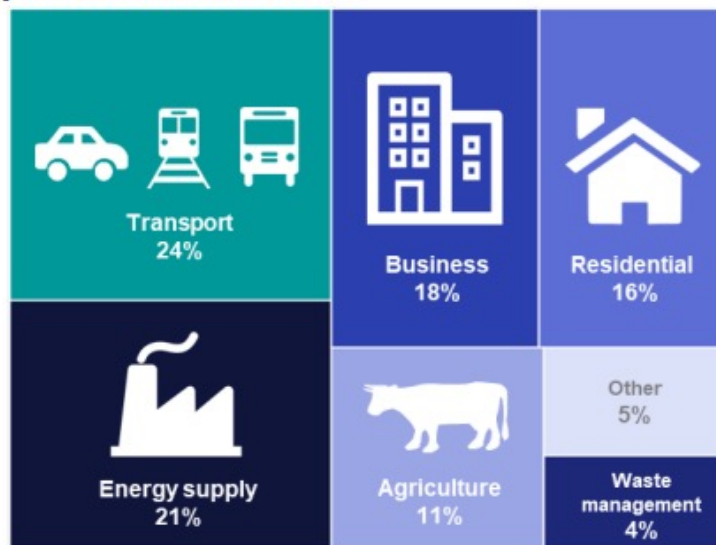 Transport
24%
Business
18%
Residential
16%
Energy supply
21%
Agriculture
11%
Other
5%
Waste
management
4%